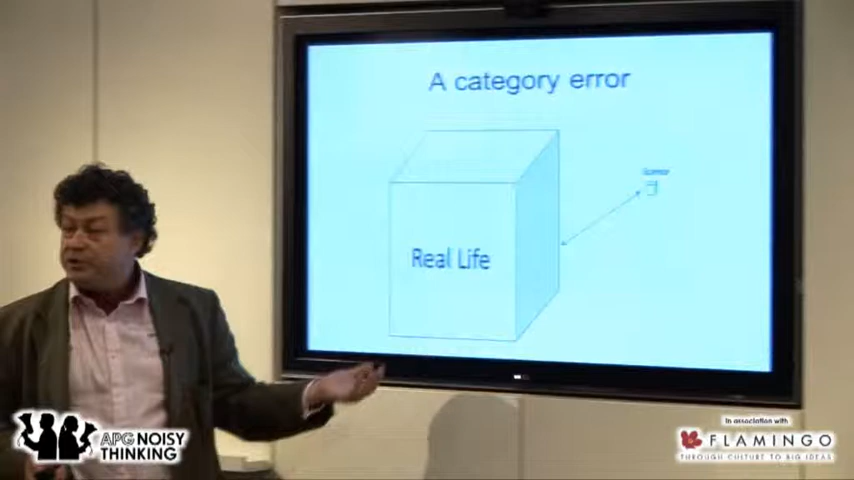 A category error
Real Life
APG NOISY
THINKING
In association with
FLAMINGO
THROUGH CULTURE TO BIG IDEAS